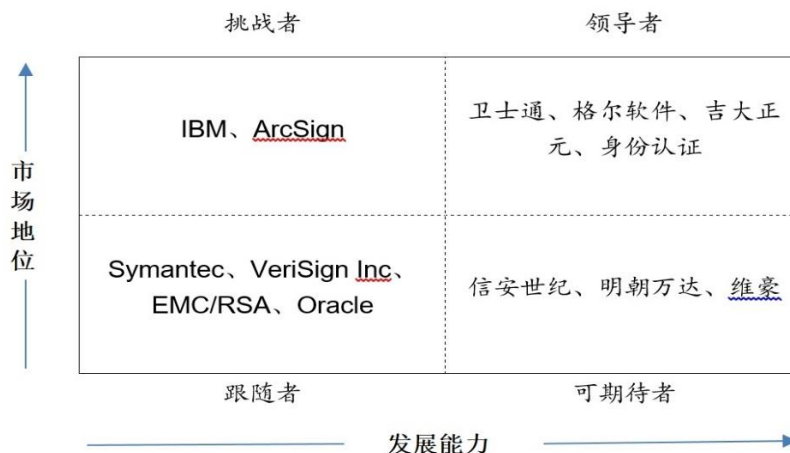 挑战者
领导者
市场地位
IBM、ArcSign
卫士通、格尔软件、吉大正
元、身份认证
Symantec、VeriSign Inc、
EMC/RSA、Oracle
信安世纪、明朝万达、维豪
跟随者
可期待者
发展能力